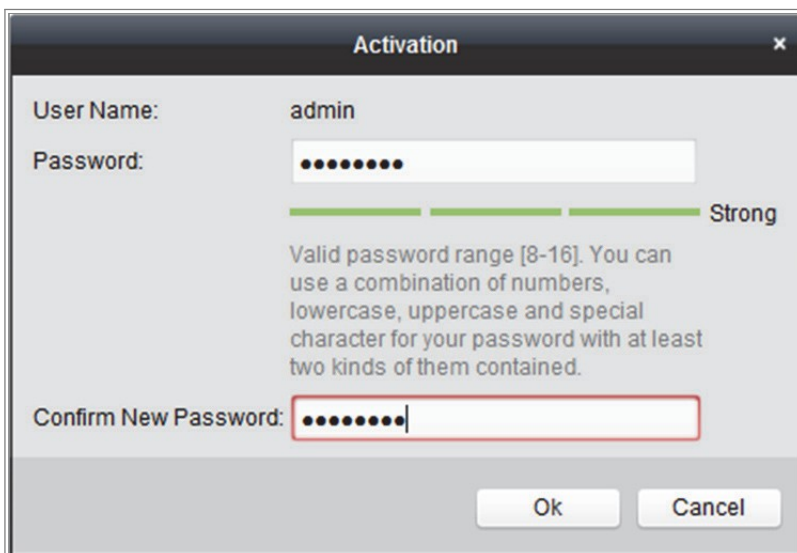 Activation
User Name: admin
Password: ••••••••
Strong
Valid password range [8-16]. You can
use a combination of numbers,
lowercase, uppercase and special
character for your password with at least
two kinds of them contained.
Confirm New Password: ••••••••
Ok Cancel